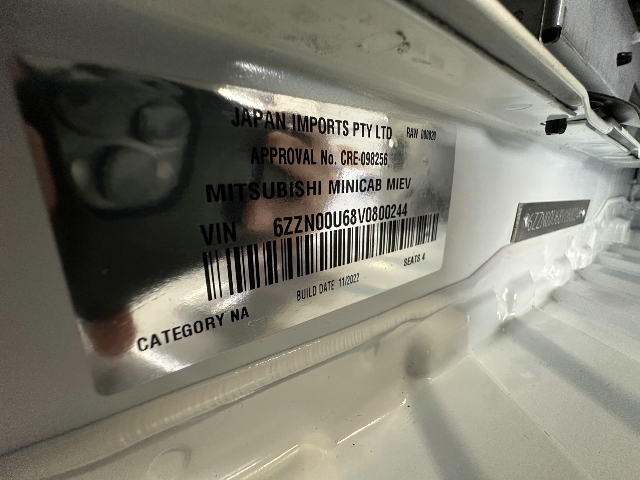 JAPAN IMPORTS PTY LTD RAW 000920
APPROVAL No. CRE-098256
MITSUBISHI MINICAB MIEV
VIN 6ZZN00U68V0800244
SEATS 4
BUILD DATE 11/2022
CATEGORY NA